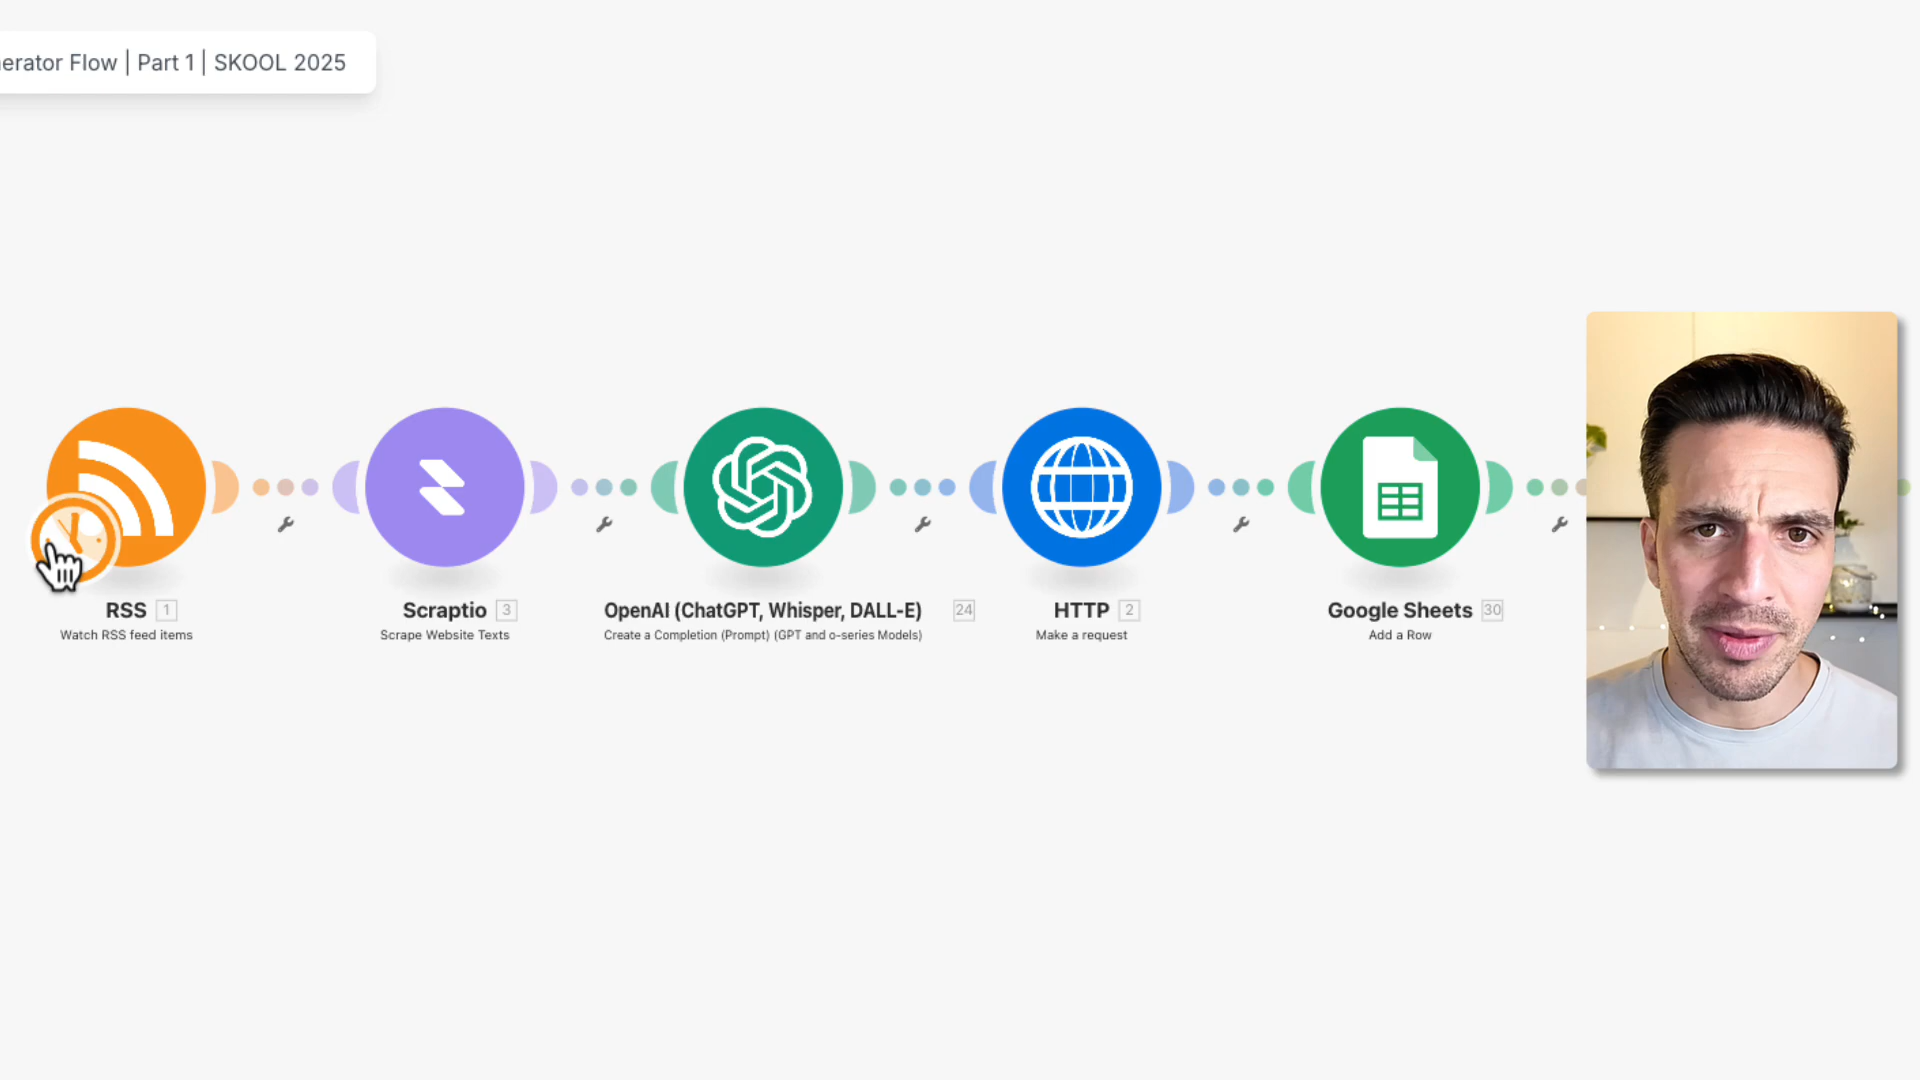 erator Flow | Part 1 | SKOOL 2025
RSS 1
Watch RSS feed items
Scraptio 3
Scrape Website Texts
OpenAI (ChatGPT, Whisper, DALL-E) 24
Create a Completion (Prompt) (GPT and o-series Models)
HTTP 2
Make a request
Google Sheets 30
Add a Row